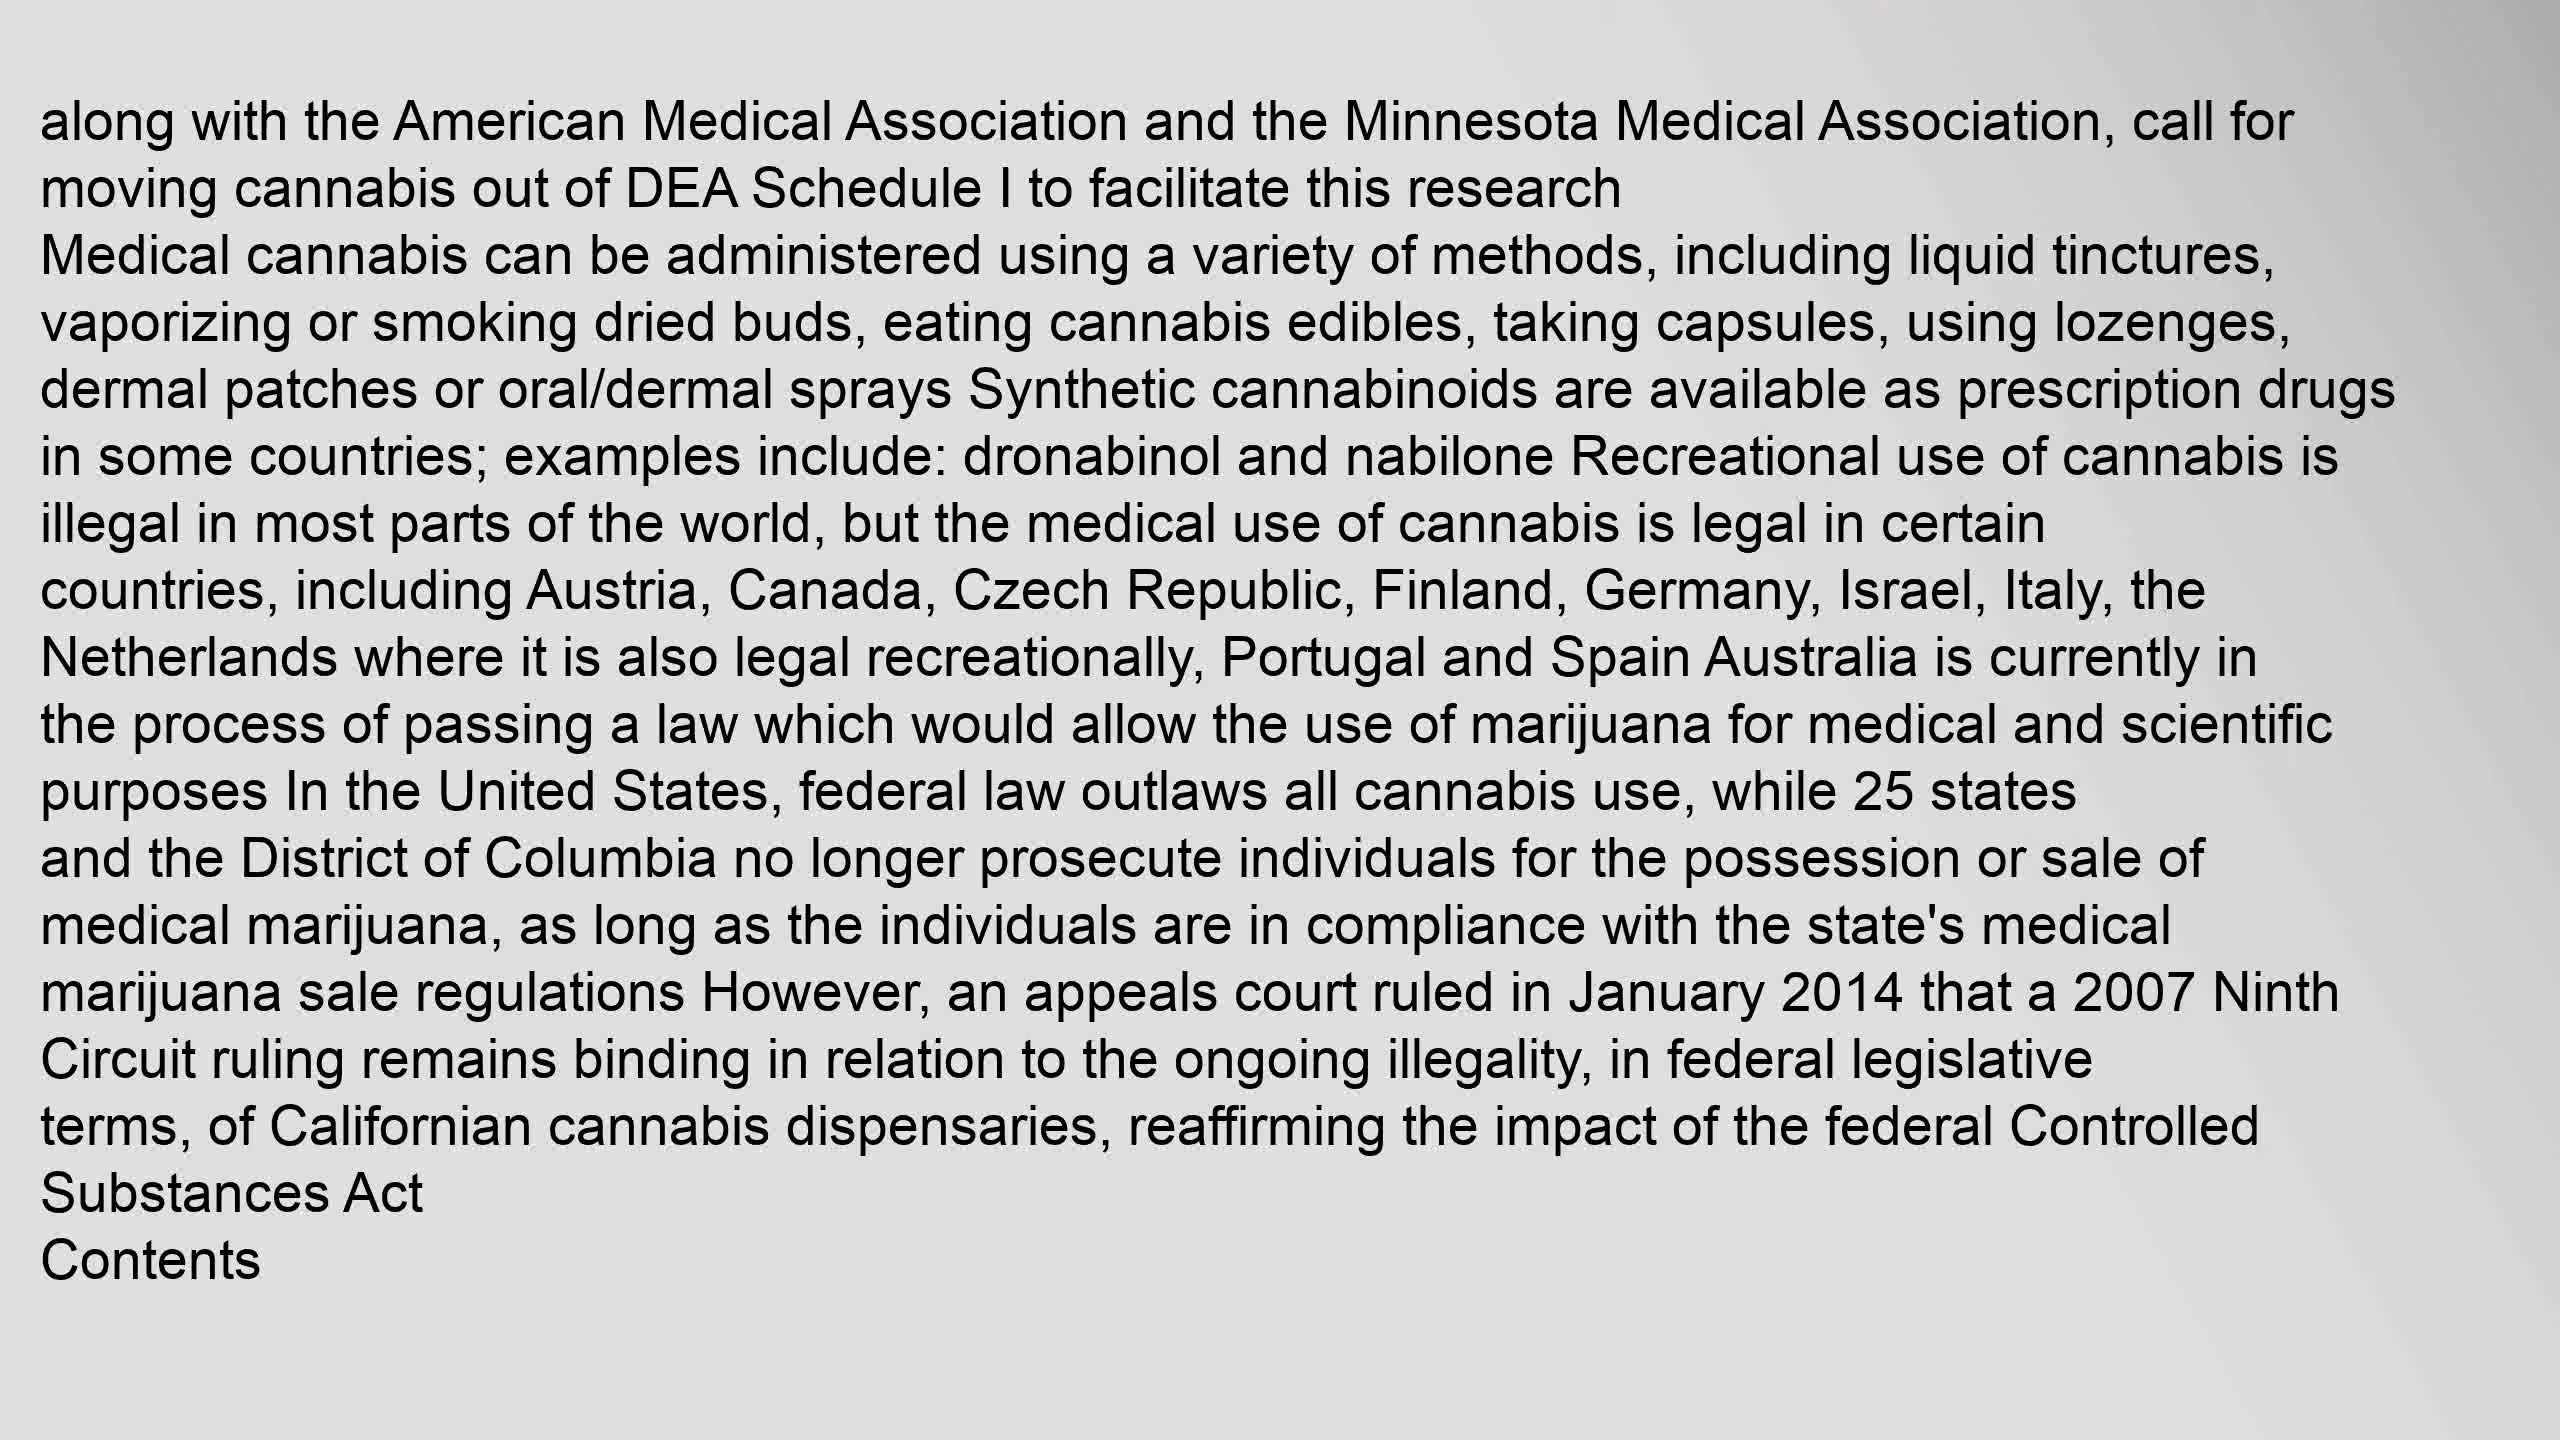 along with the American Medical Association and the Minnesota Medical Association, call for
moving cannabis out of DEA Schedule I to facilitate this research
Medical cannabis can be administered using a variety of methods, including liquid tinctures,
vaporizing or smoking dried buds, eating cannabis edibles, taking capsules, using lozenges,
dermal patches or oral/dermal sprays Synthetic cannabinoids are available as prescription drugs
in some countries; examples include: dronabinol and nabilone Recreational use of cannabis is
illegal in most parts of the world, but the medical use of cannabis is legal in certain
countries, including Austria, Canada, Czech Republic, Finland, Germany, Israel, Italy, the
Netherlands where it is also legal recreationally, Portugal and Spain Australia is currently in
the process of passing a law which would allow the use of marijuana for medical and scientific
purposes In the United States, federal law outlaws all cannabis use, while 25 states
and the District of Columbia no longer prosecute individuals for the possession or sale of
medical marijuana, as long as the individuals are in compliance with the state's medical
marijuana sale regulations However, an appeals court ruled in January 2014 that a 2007 Ninth
Circuit ruling remains binding in relation to the ongoing illegality, in federal legislative
terms, of Californian cannabis dispensaries, reaffirming the impact of the federal Controlled
Substances Act
Contents